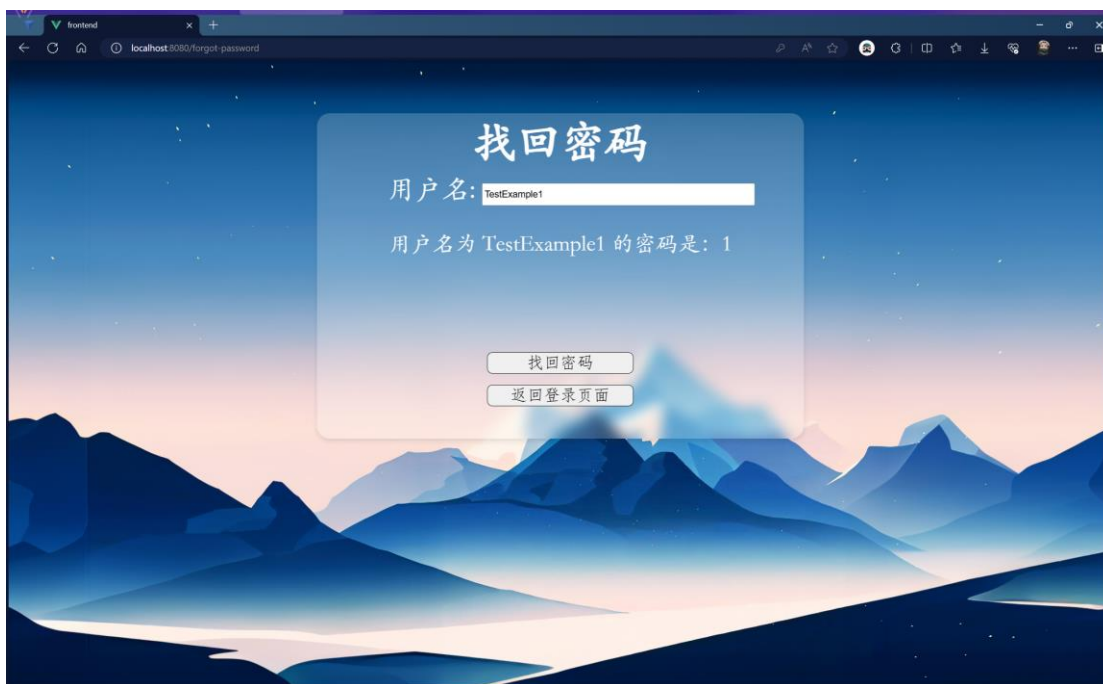 frontend
localhost:8080/forgot-password
找回密码
用户名: TestExample1
用户名为 TestExample1 的密码是：1
找回密码
返回登录页面